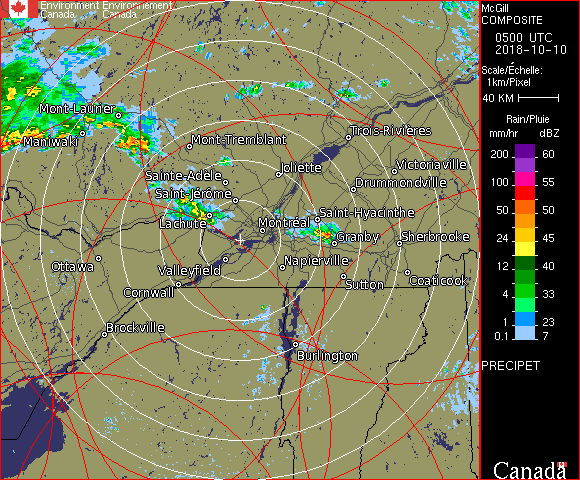 Environment Environnement
Canada Canada
McGill
COMPOSITE
0500 UTC
2018-10-10
Scale/Échelle:
1km/Pixel
40 KM
Rain/Pluie
mm/hr dBZ
200 60
150 57
100 55
50 50
24 45
12 40
4 33
1 23
0.1 7
PRECIPET
Canada
Mont-Laurier
Maniwaki
Mont-Tremblant
Trois-Rivières
Joliette
Victoriaville
Sainte-Adèle
Drummondville
Saint-Jérôme
Lachute
Montréal
Saint-Hyacinthe
Granby
Sherbrooke
Ottawa
Valleyfield
Napierville
Cornwall
Sutton
Coaticook
Brockville
Burlington